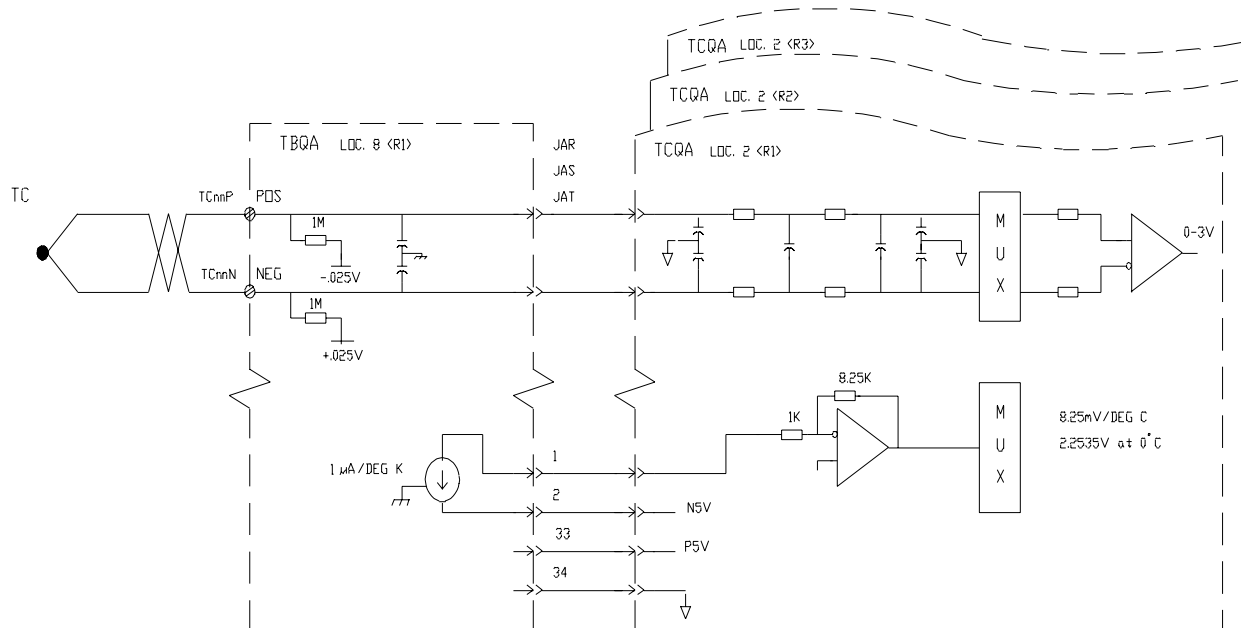 TCQA LOC. 2 <R3>
TCQA LOC. 2 <R2>
TBQA LOC. 8 <R1>
JAR
JAS
JAT
TCQA LOC. 2 <R1>
TC
TCnnP
POS
1M
-.025V
TCnnN
NEG
1M
+.025V
MUX
0-3V
8.25K
1K
MUX
8.25mV/DEG C
2.2535V at 0°C
1 µA/DEG K
1
2
N5V
33
P5V
34